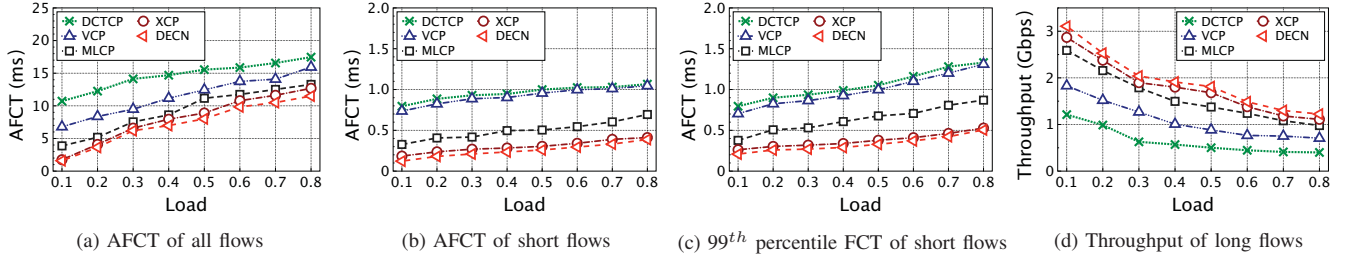 25
20
15
10
5
0
AFCT (ms)
DCTCP
VCP
MLCP
XCP
DECN
0.1 0.2 0.3 0.4 0.5 0.6 0.7 0.8
Load
(a) AFCT of all flows
2.0
1.5
1.0
0.5
0.0
AFCT (ms)
DCTCP
VCP
MLCP
XCP
DECN
0.1 0.2 0.3 0.4 0.5 0.6 0.7 0.8
Load
(b) AFCT of short flows
2.0
1.5
1.0
0.5
0.0
AFCT (ms)
DCTCP
VCP
MLCP
XCP
DECN
0.1 0.2 0.3 0.4 0.5 0.6 0.7 0.8
Load
(c) 99th percentile FCT of short flows
3
2
1
0
Throughput (Gbps)
DCTCP
VCP
MLCP
XCP
DECN
0.1 0.2 0.3 0.4 0.5 0.6 0.7 0.8
Load
(d) Throughput of long flows